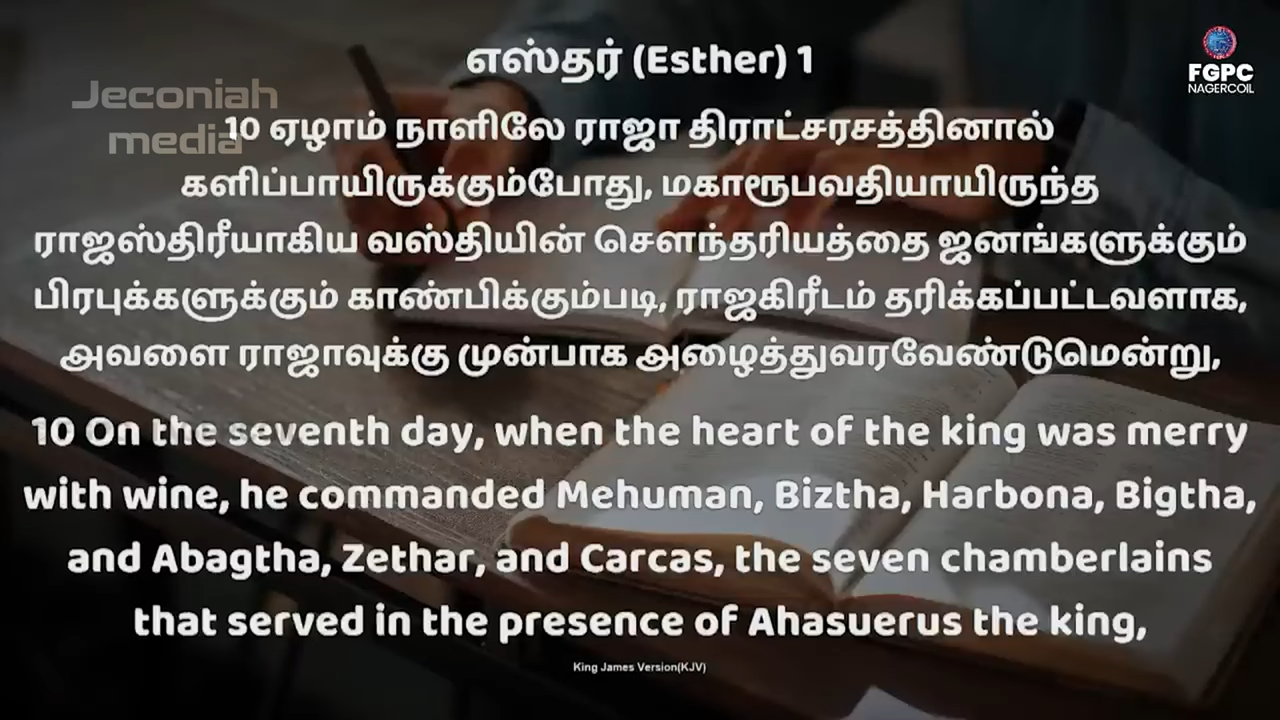 எஸ்தர் (Esther) 1
FGPC
NAGERCOIL
Jeconiah
media
10 ஏழாம் நாளிலே ராஜா திராட்சரசத்தினால்
களிப்பாயிருக்கும்போது, மகாரூபவதியாயிருந்த
ராஜஸ்திரீயாகிய வஸ்தியின் சௌந்தரியத்தை ஜனங்களுக்கும்
பிரபுக்களுக்கும் காண்பிக்கும்படி, ராஜகிரீடம் தரிக்கப்பட்டவளாக,
அவளை ராஜாவுக்கு முன்பாக அழைத்துவரவேண்டுமென்று,
10 On the seventh day, when the heart of the king was merry
with wine, he commanded Mehuman, Biztha, Harbona, Bigtha,
and Abagtha, Zethar, and Carcas, the seven chamberlains
that served in the presence of Ahasuerus the king,
King James Version(KJV)